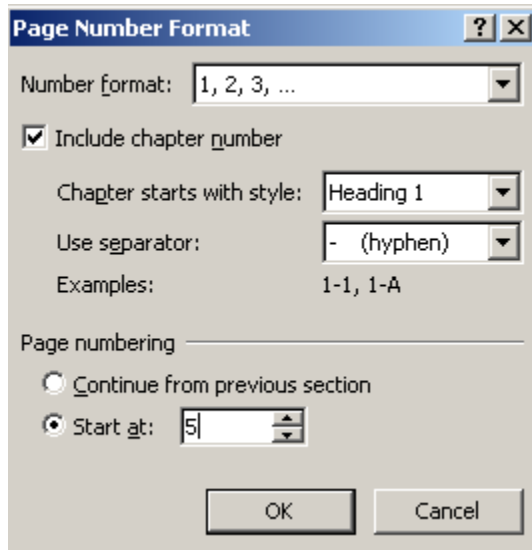 Page Number Format ? X
Number format: 1, 2, 3, ...
Include chapter number
Chapter starts with style: Heading 1
Use separator: - (hyphen)
Examples: 1-1, 1-A
Page numbering
Continue from previous section
Start at: 5
OK Cancel